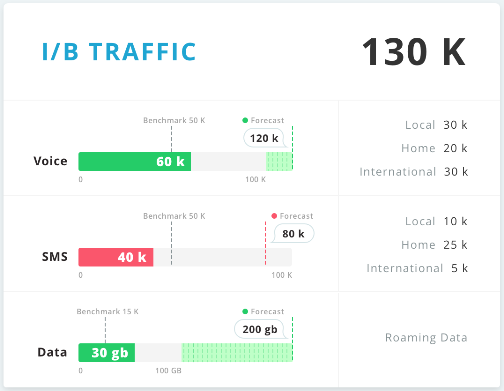 I/B TRAFFIC
130 K
Benchmark 50 K
Forecast
120 k
Voice
60 k
0
100 K
Local 30 k
Home 20 k
International 30 k
Benchmark 50 K
Forecast
80 k
SMS
40 k
0
100 K
Local 10 k
Home 25 k
International 5 k
Benchmark 15 K
Forecast
200 gb
Data
30 gb
0
100 GB
Roaming Data